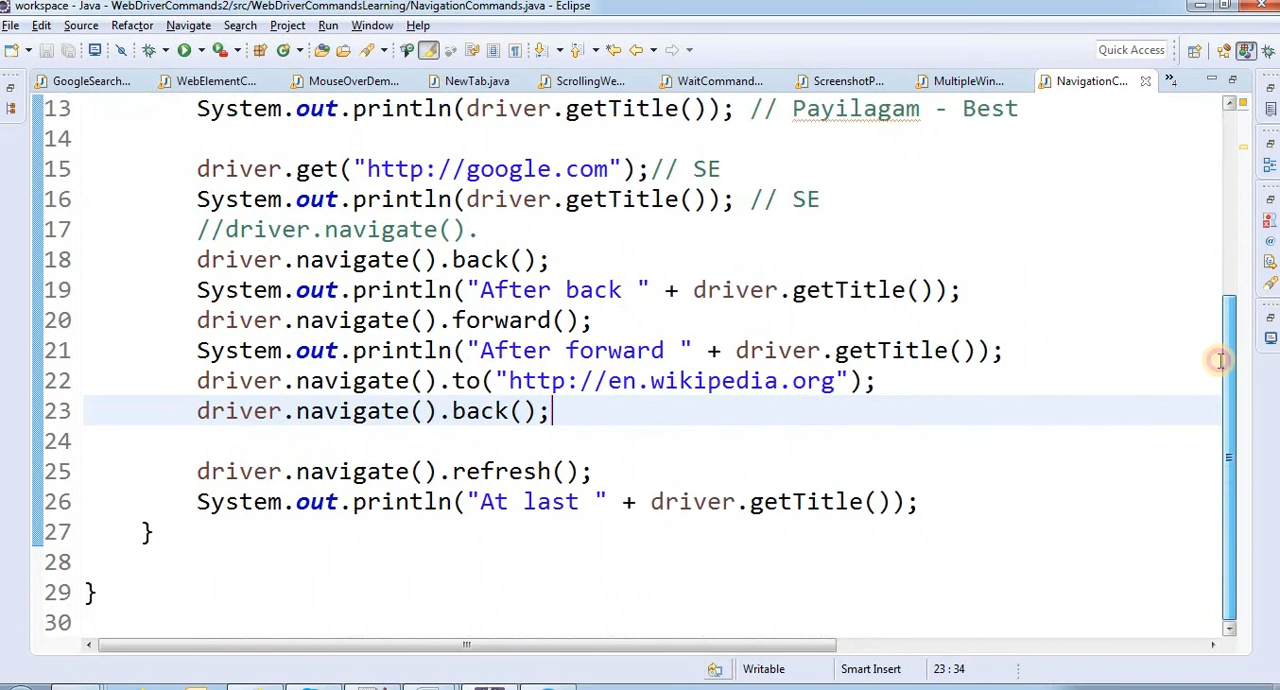 workspace - Java - WebDriverCommands2/src/WebDriverCommandsLearning/NavigationCommands.java - Eclipse
File Edit Source Refactor Navigate Search Project Run Window Help
Quick Access
GoogleSearch... WebElementC... MouseOverDem... NewTab.java ScrollingWe... WaitCommand... ScreenshotP... MultipleWin... NavigationC... »4
13 System.out.println(driver.getTitle()); // Payilagam - Best
14
15 driver.get("http://google.com");// SE
16 System.out.println(driver.getTitle()); // SE
17 //driver.navigate().
18 driver.navigate().back();
19 System.out.println("After back " + driver.getTitle());
20 driver.navigate().forward();
21 System.out.println("After forward " + driver.getTitle());
22 driver.navigate().to("http://en.wikipedia.org");
23 driver.navigate().back();
24
25 driver.navigate().refresh();
26 System.out.println("At last " + driver.getTitle());
27 }
28
29 }
30
Writable Smart Insert 23 : 34